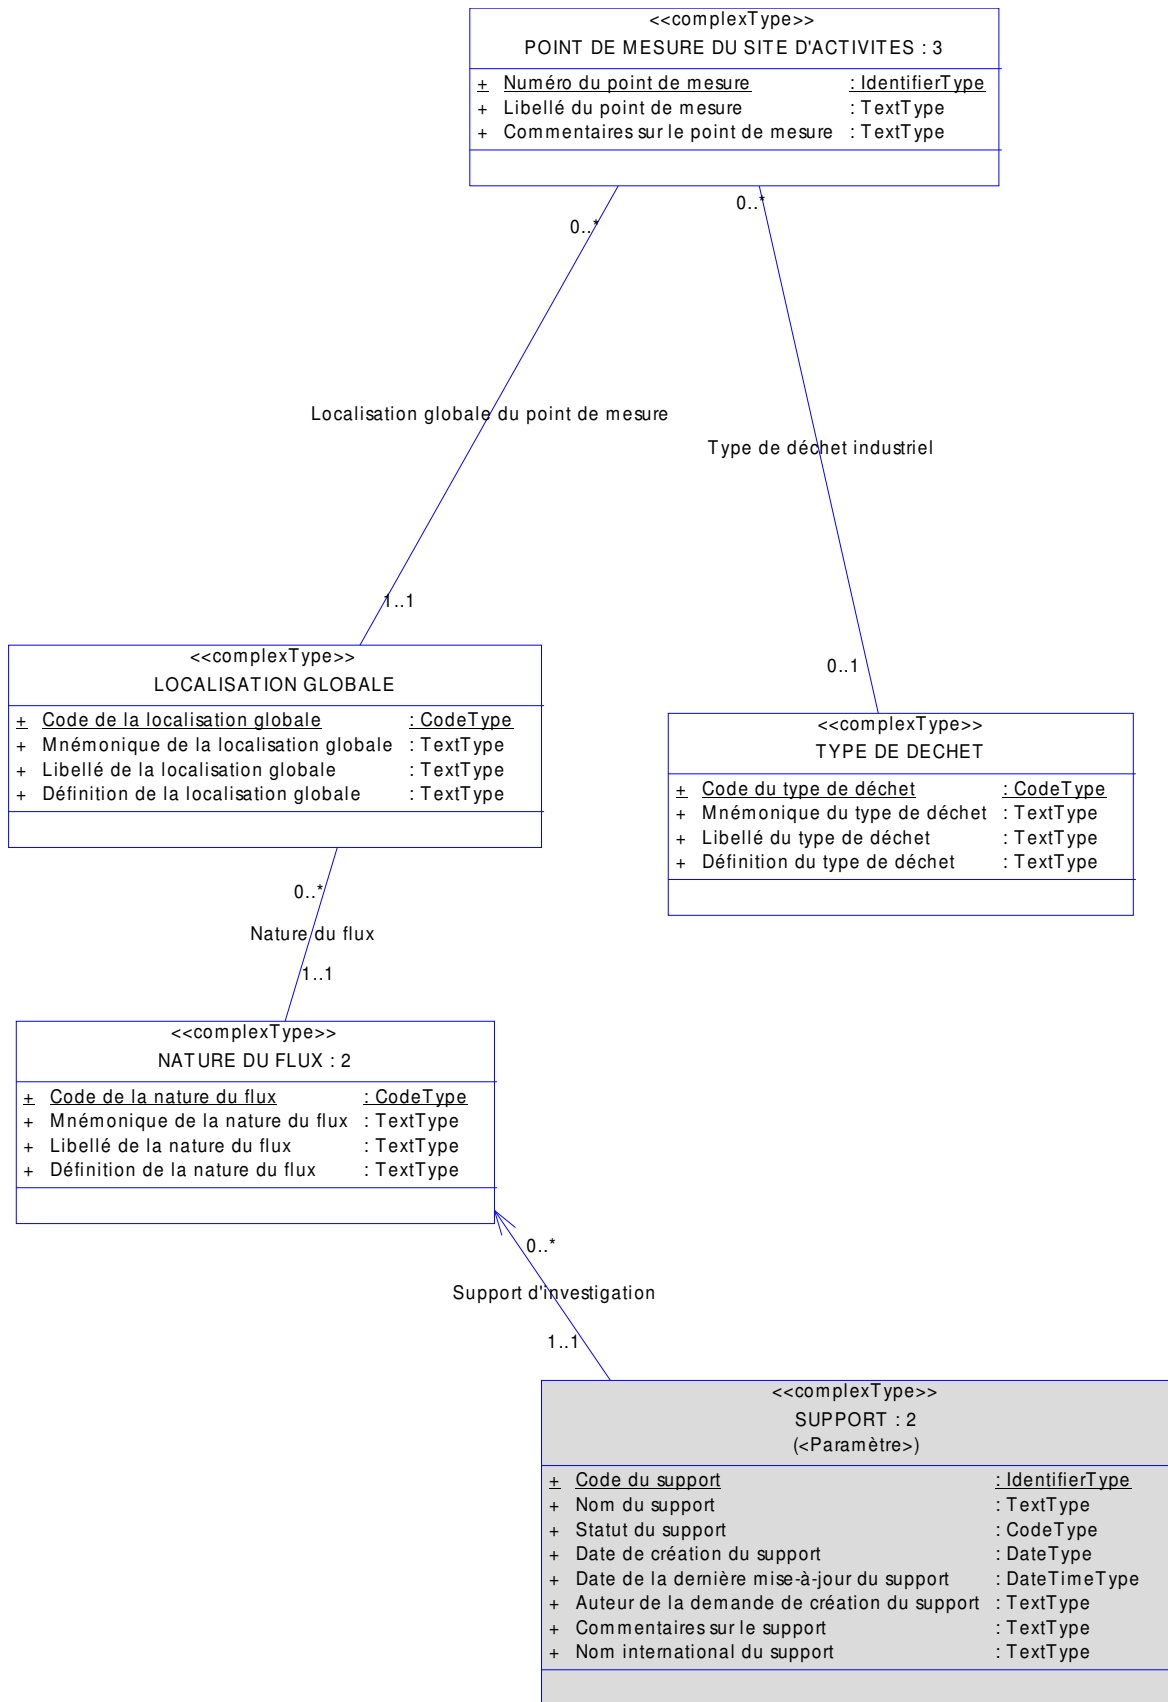 <<complexType>>
POINT DE MESURE DU SITE D'ACTIVITES : 3
+ Numéro du point de mesure : IdentifierType
+ Libellé du point de mesure : TextType
+ Commentaires sur le point de mesure : TextType
0..*
0..*
Localisation globale du point de mesure
Type de déchet industriel
1..1
0..1
<<complexType>>
LOCALISATION GLOBALE
+ Code de la localisation globale : CodeType
+ Mnémonique de la localisation globale : TextType
+ Libellé de la localisation globale : TextType
+ Définition de la localisation globale : TextType
<<complexType>>
TYPE DE DECHET
+ Code du type de déchet : CodeType
+ Mnémonique du type de déchet : TextType
+ Libellé du type de déchet : TextType
+ Définition du type de déchet : TextType
0..*
Nature du flux
1..1
<<complexType>>
NATURE DU FLUX : 2
+ Code de la nature du flux : CodeType
+ Mnémonique de la nature du flux : TextType
+ Libellé de la nature du flux : TextType
+ Définition de la nature du flux : TextType
0..*
Support d'investigation
1..1
<<complexType>>
SUPPORT : 2
(<Paramètre>)
+ Code du support : IdentifierType
+ Nom du support : TextType
+ Statut du support : CodeType
+ Date de création du support : DateType
+ Date de la dernière mise-à-jour du support : DateTimeType
+ Auteur de la demande de création du support : TextType
+ Commentaires sur le support : TextType
+ Nom international du support : TextType